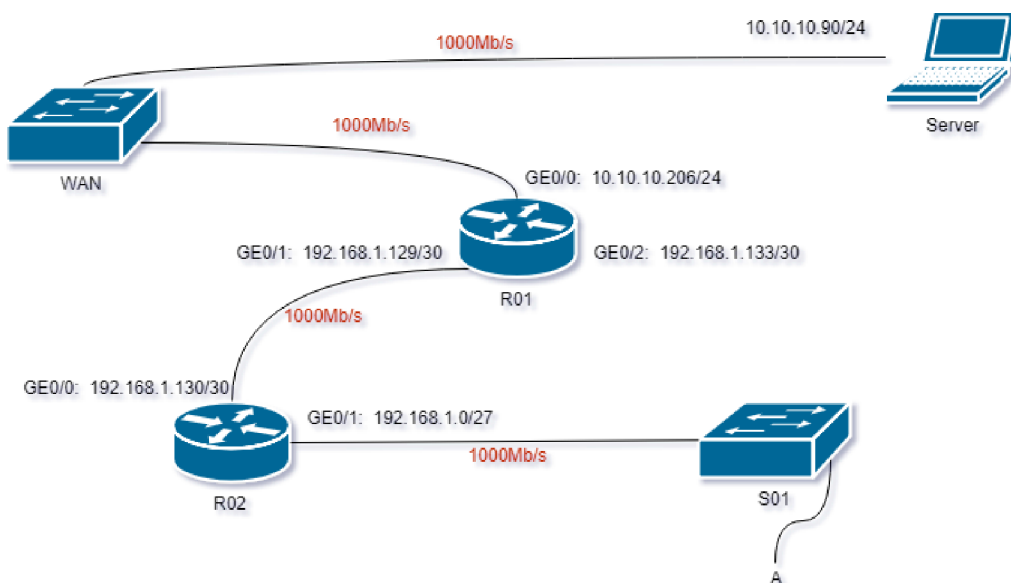 10.10.10.90/24
1000Mb/s
Server
1000Mb/s
WAN
GE0/0: 10.10.10.206/24
GE0/1: 192.168.1.129/30
GE0/2: 192.168.1.133/30
R01
1000Mb/s
GE0/0: 192.168.1.130/30
GE0/1: 192.168.1.0/27
1000Mb/s
R02
S01
A